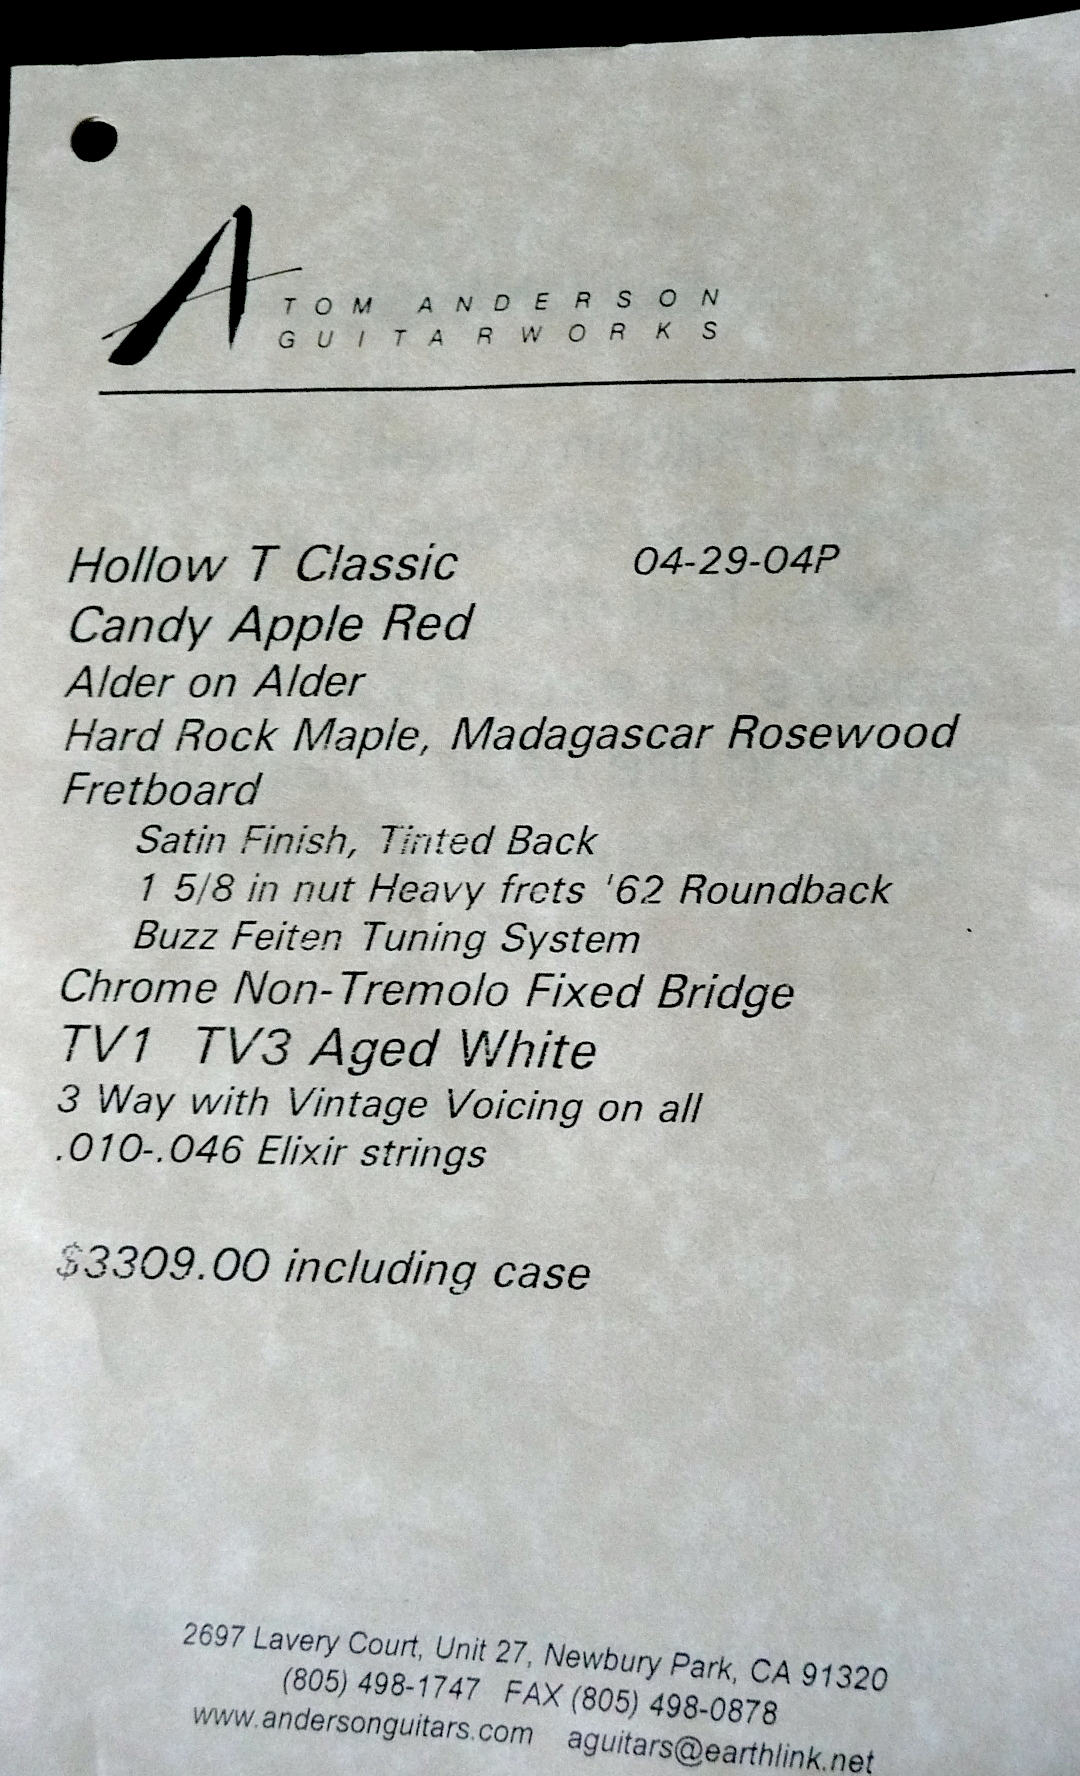 TOM ANDERSON
GUITARWORKS
Hollow T Classic 04-29-04P
Candy Apple Red
Alder on Alder
Hard Rock Maple, Madagascar Rosewood
Fretboard
Satin Finish, Tinted Back
1 5/8 in nut Heavy frets '62 Roundback
Buzz Feiten Tuning System
Chrome Non-Tremolo Fixed Bridge
TV1 TV3 Aged White
3 Way with Vintage Voicing on all
.010-.046 Elixir strings
$3309.00 including case
2697 Lavery Court, Unit 27, Newbury Park, CA 91320
(805) 498-1747 FAX (805) 498-0878
www.andersonguitars.com aguitars@earthlink.net